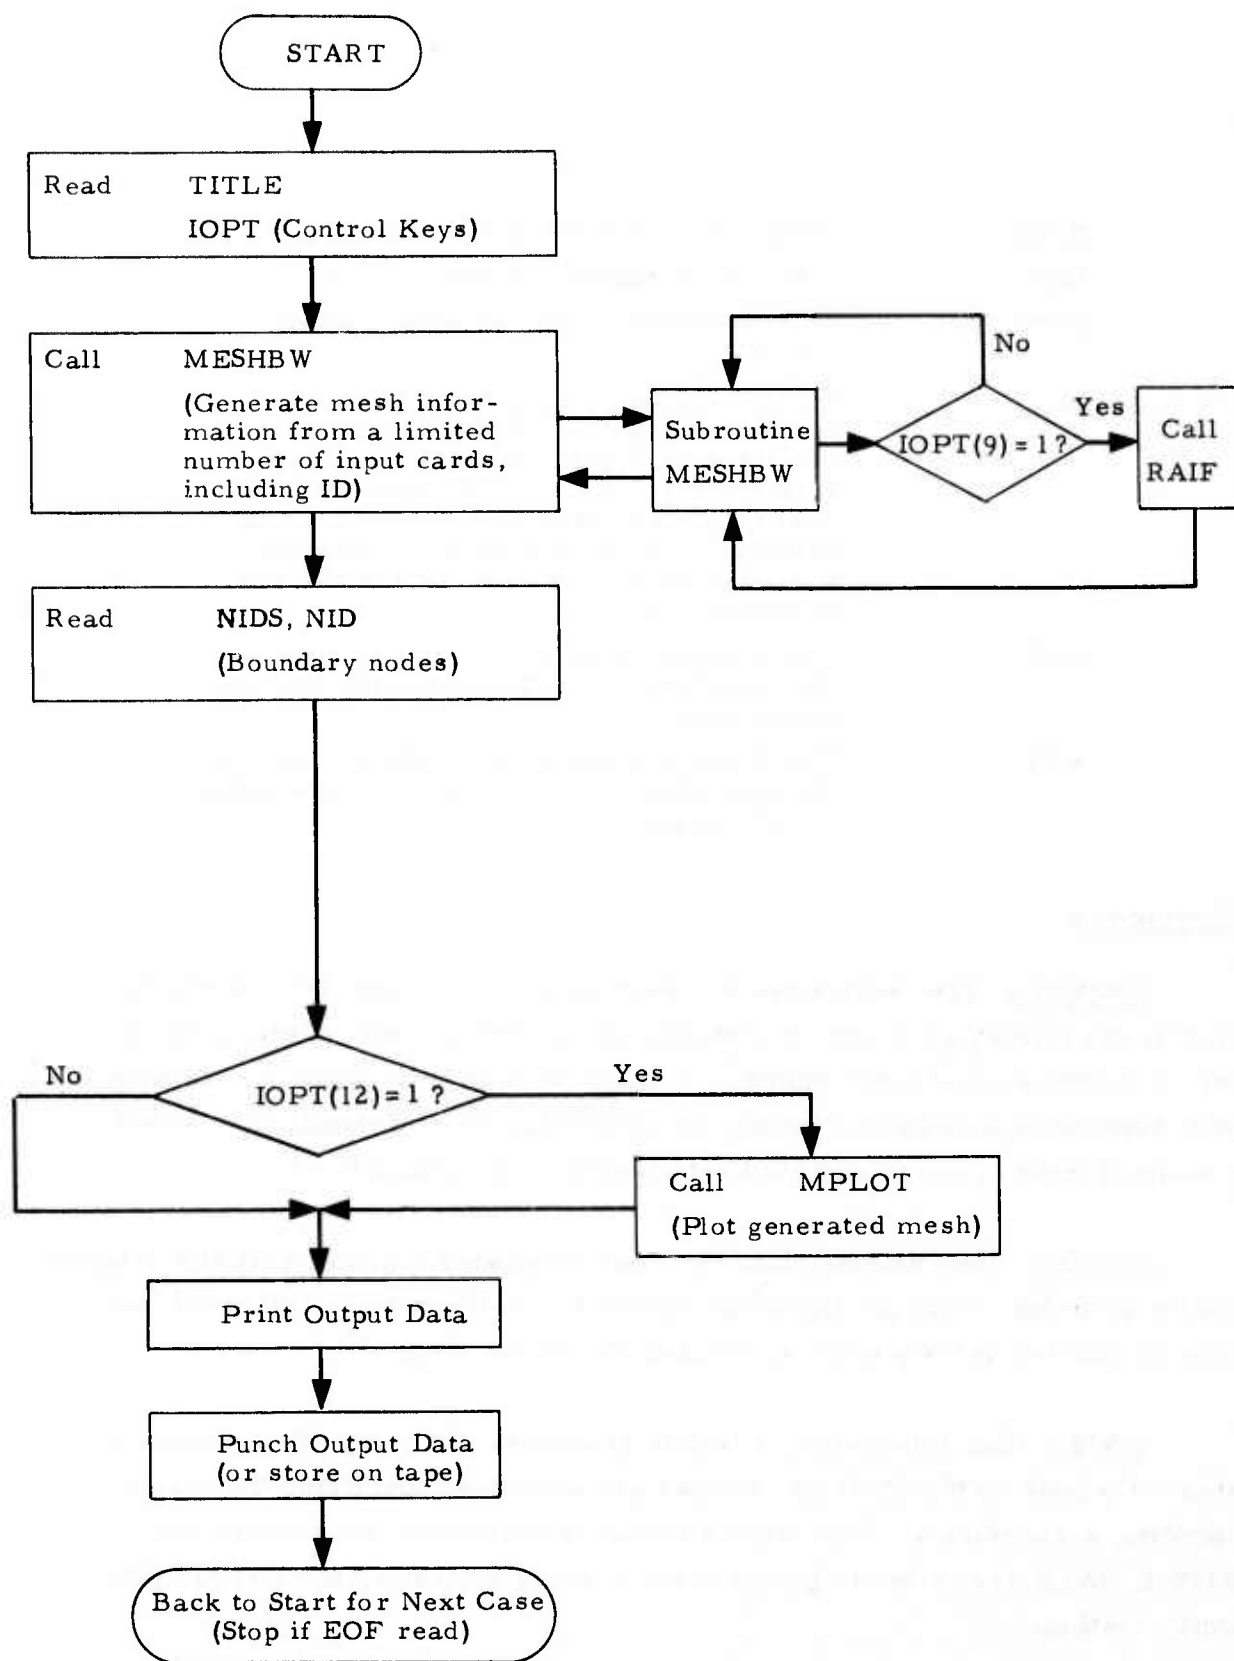 START
Read TITLE
IOPT (Control Keys)
Call MESHBW
(Generate mesh infor-
mation from a limited
number of input cards,
including ID)
Subroutine
MESHBW
IOPT(9) = 1 ?
No
Yes
Call
RAIF
Read NIDS, NID
(Boundary nodes)
No
IOPT(12) = 1 ?
Yes
Call MPLOT
(Plot generated mesh)
Print Output Data
Punch Output Data
(or store on tape)
Back to Start for Next Case
(Stop if EOF read)